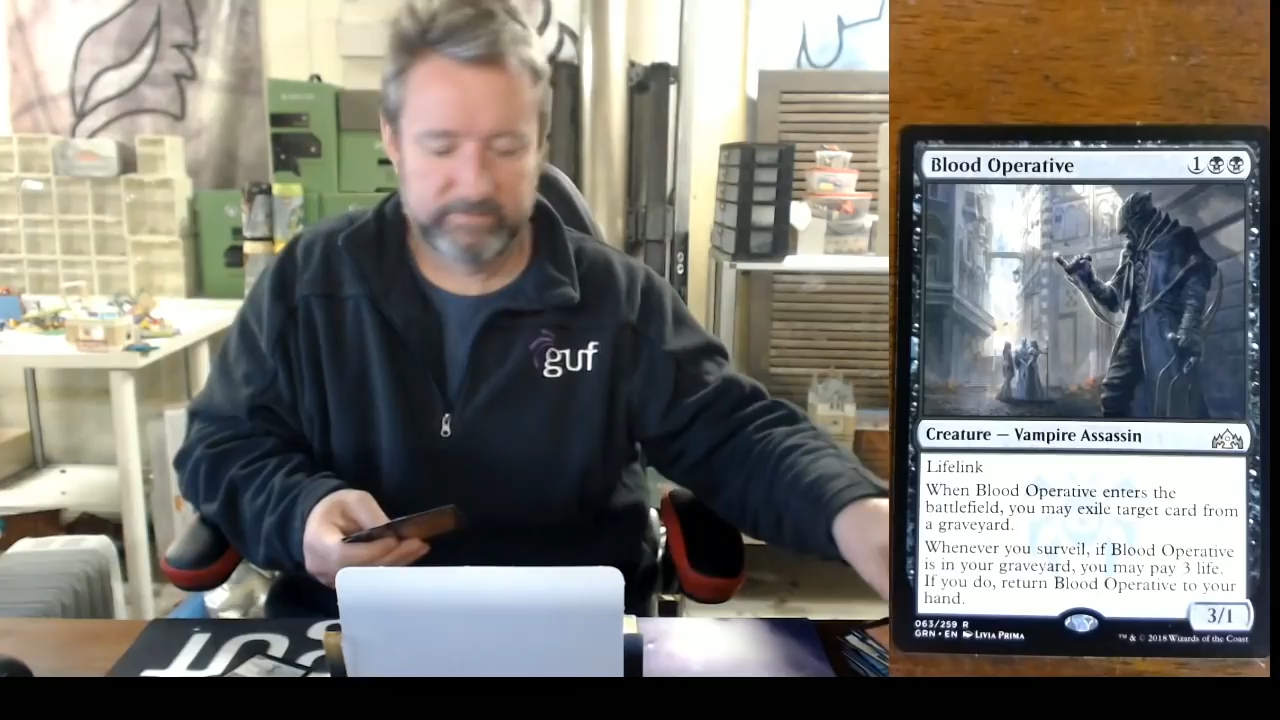 guf
Blood Operative 1
Creature — Vampire Assassin
Lifelink
When Blood Operative enters the
battlefield, you may exile target card from
a graveyard.
Whenever you surveil, if Blood Operative
is in your graveyard, you may pay 3 life.
If you do, return Blood Operative to your
hand.
3/1
063/259 R
GRN • EN LIVIA PRIMA
™ & © 2018 Wizards of the Coast